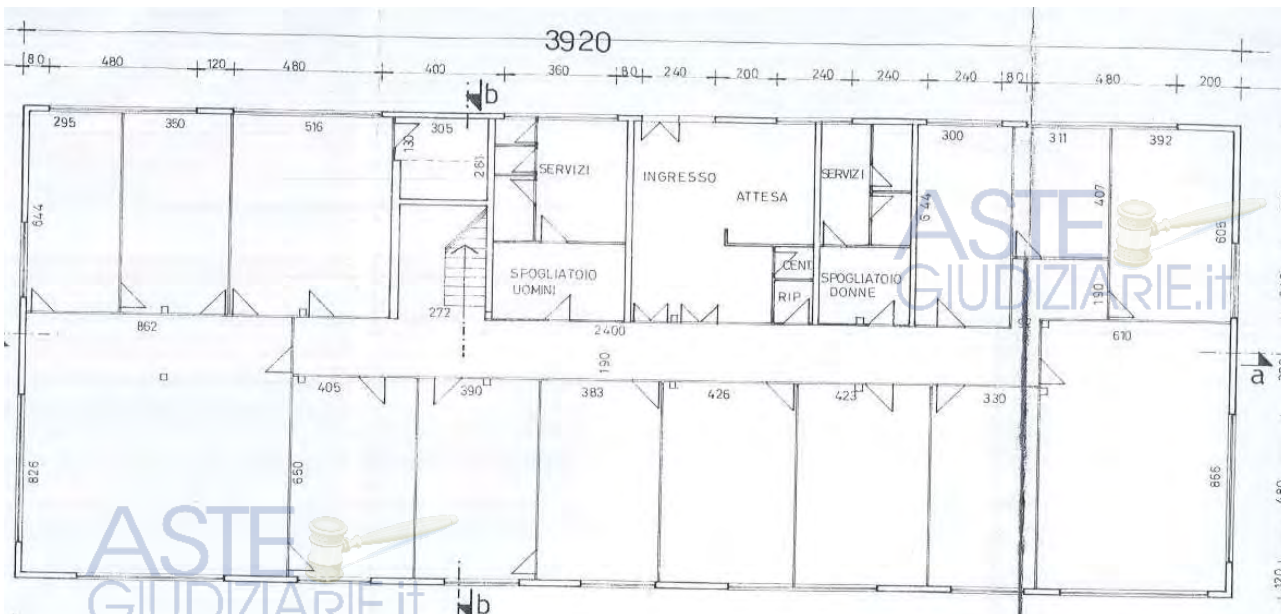 3920
80 480 120 480 400 360 80 240 200 240 240 240 80 480 200
b
295 350 516 305 300 311 392
130
281
SERVIZI
INGRESSO
ATTESA
SERVIZI
644
644
407
605
ASTE
GIUDIZIARIE.it
SPOGLIATOIO
UOMINI
CENT.
RIP.
SPOGLIATOIO
DONNE
190
272
862
2400
610
190
a
405 390 383 426 423 330
826
650
866
480
120
ASTE
GIUDIZIARIE.it
b